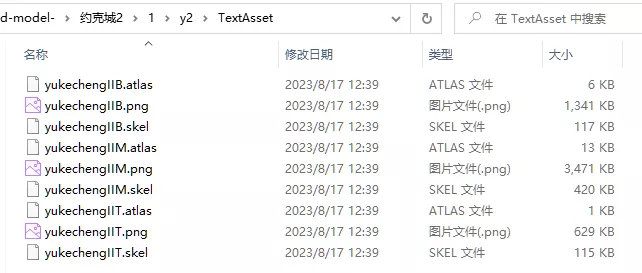 d-model- › 约克城2 › 1 › y2 › TextAsset
在 TextAsset 中搜索
名称 修改日期 类型 大小
yukechengIIB.atlas 2023/8/17 12:39 ATLAS 文件 6 KB
yukechengIIB.png 2023/8/17 12:39 图片文件(.png) 1,341 KB
yukechengIIB.skel 2023/8/17 12:39 SKEL 文件 117 KB
yukechengIIM.atlas 2023/8/17 12:39 ATLAS 文件 13 KB
yukechengIIM.png 2023/8/17 12:39 图片文件(.png) 3,471 KB
yukechengIIM.skel 2023/8/17 12:39 SKEL 文件 420 KB
yukechengIIT.atlas 2023/8/17 12:39 ATLAS 文件 1 KB
yukechengIIT.png 2023/8/17 12:39 图片文件(.png) 629 KB
yukechengIIT.skel 2023/8/17 12:39 SKEL 文件 115 KB